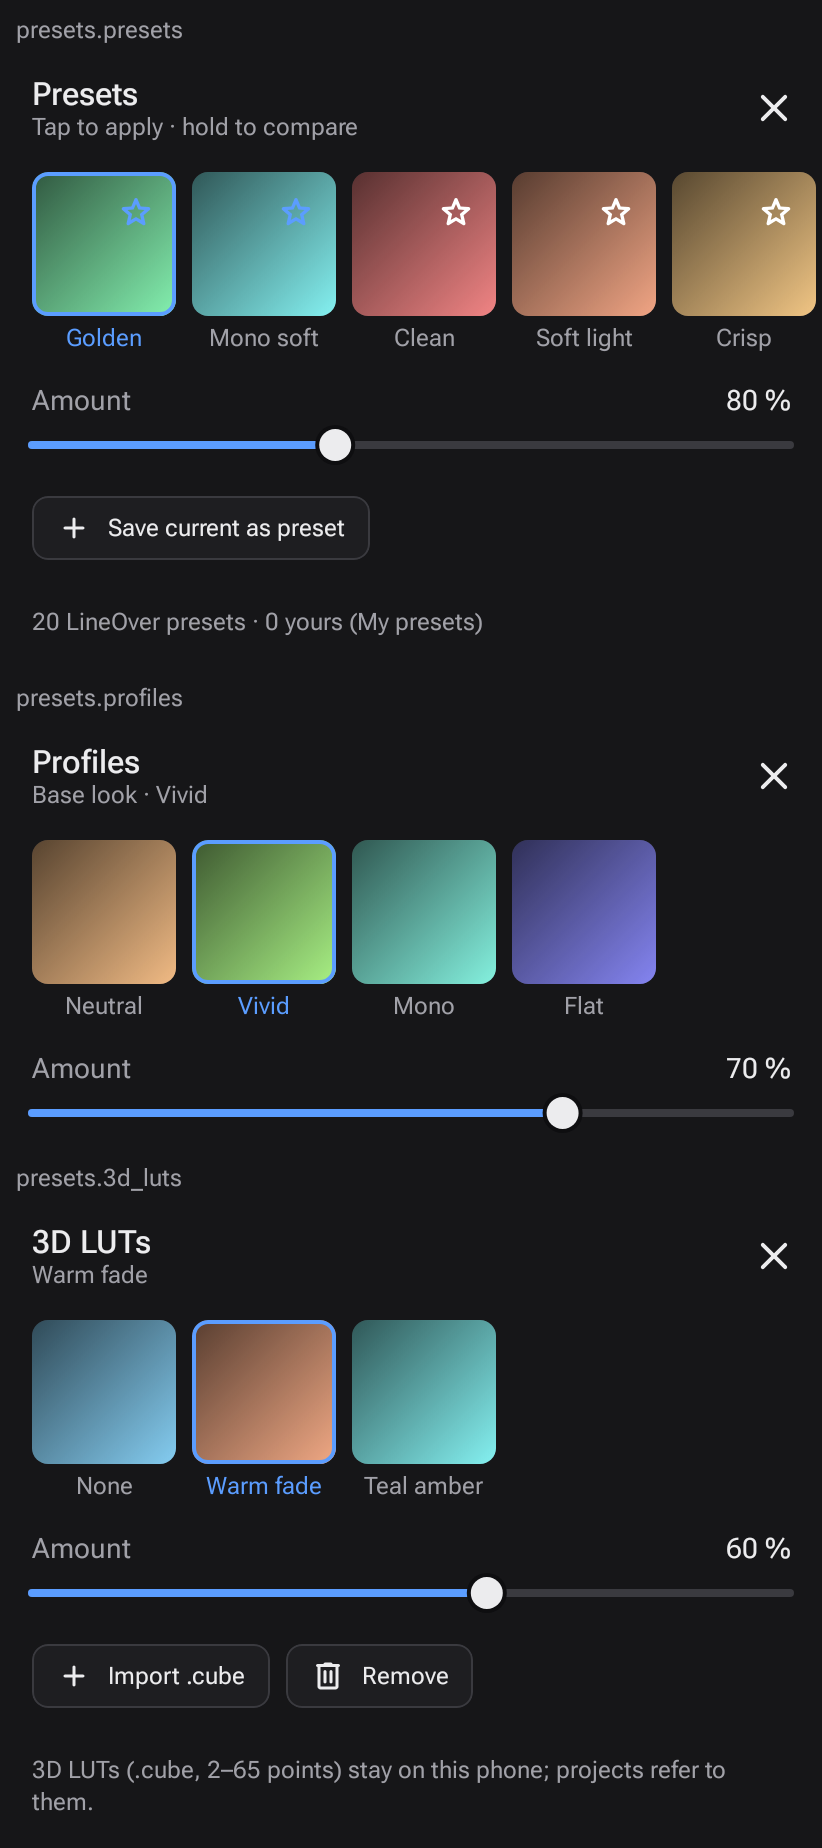 presets.presets
Presets
Tap to apply · hold to compare
Golden
Mono soft
Clean
Soft light
Crisp
Amount
80 %
Save current as preset
20 LineOver presets · 0 yours (My presets)
presets.profiles
Profiles
Base look · Vivid
Neutral
Vivid
Mono
Flat
Amount
70 %
presets.3d_luts
3D LUTs
Warm fade
None
Warm fade
Teal amber
Amount
60 %
Import .cube
Remove
3D LUTs (.cube, 2–65 points) stay on this phone; projects refer to
them.